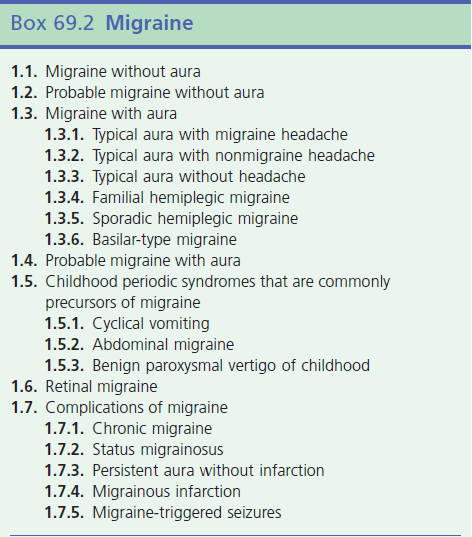 Box 69.2 Migraine
1.1. Migraine without aura
1.2. Probable migraine without aura
1.3. Migraine with aura
1.3.1. Typical aura with migraine headache
1.3.2. Typical aura with nonmigraine headache
1.3.3. Typical aura without headache
1.3.4. Familial hemiplegic migraine
1.3.5. Sporadic hemiplegic migraine
1.3.6. Basilar-type migraine
1.4. Probable migraine with aura
1.5. Childhood periodic syndromes that are commonly
precursors of migraine
1.5.1. Cyclical vomiting
1.5.2. Abdominal migraine
1.5.3. Benign paroxysmal vertigo of childhood
1.6. Retinal migraine
1.7. Complications of migraine
1.7.1. Chronic migraine
1.7.2. Status migrainosus
1.7.3. Persistent aura without infarction
1.7.4. Migrainous infarction
1.7.5. Migraine-triggered seizures